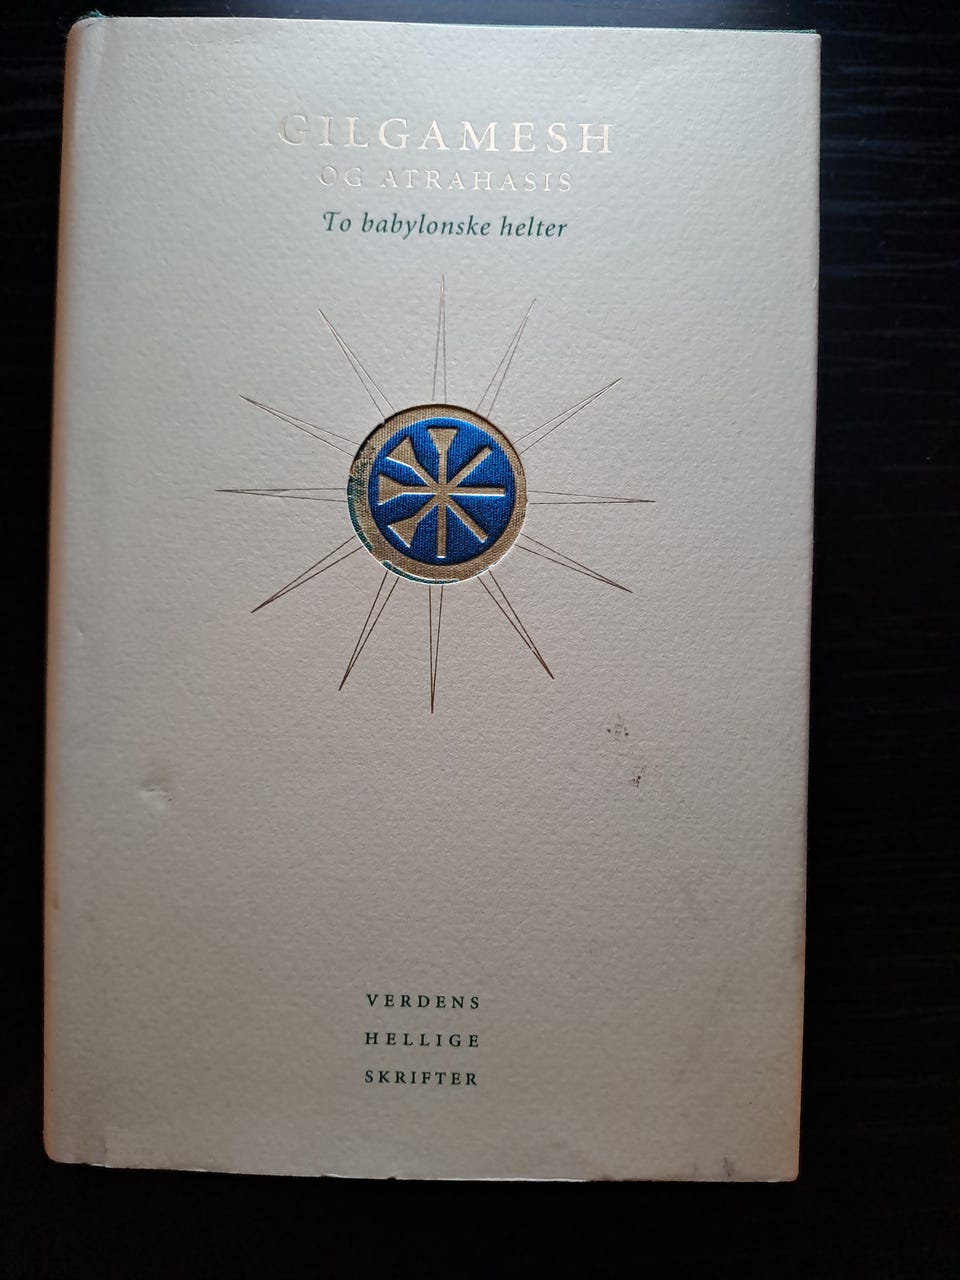 GILGAMESH
OG ATRAHASIS
To babylonske helter
VERDENS
HELLIGE
SKRIFTER